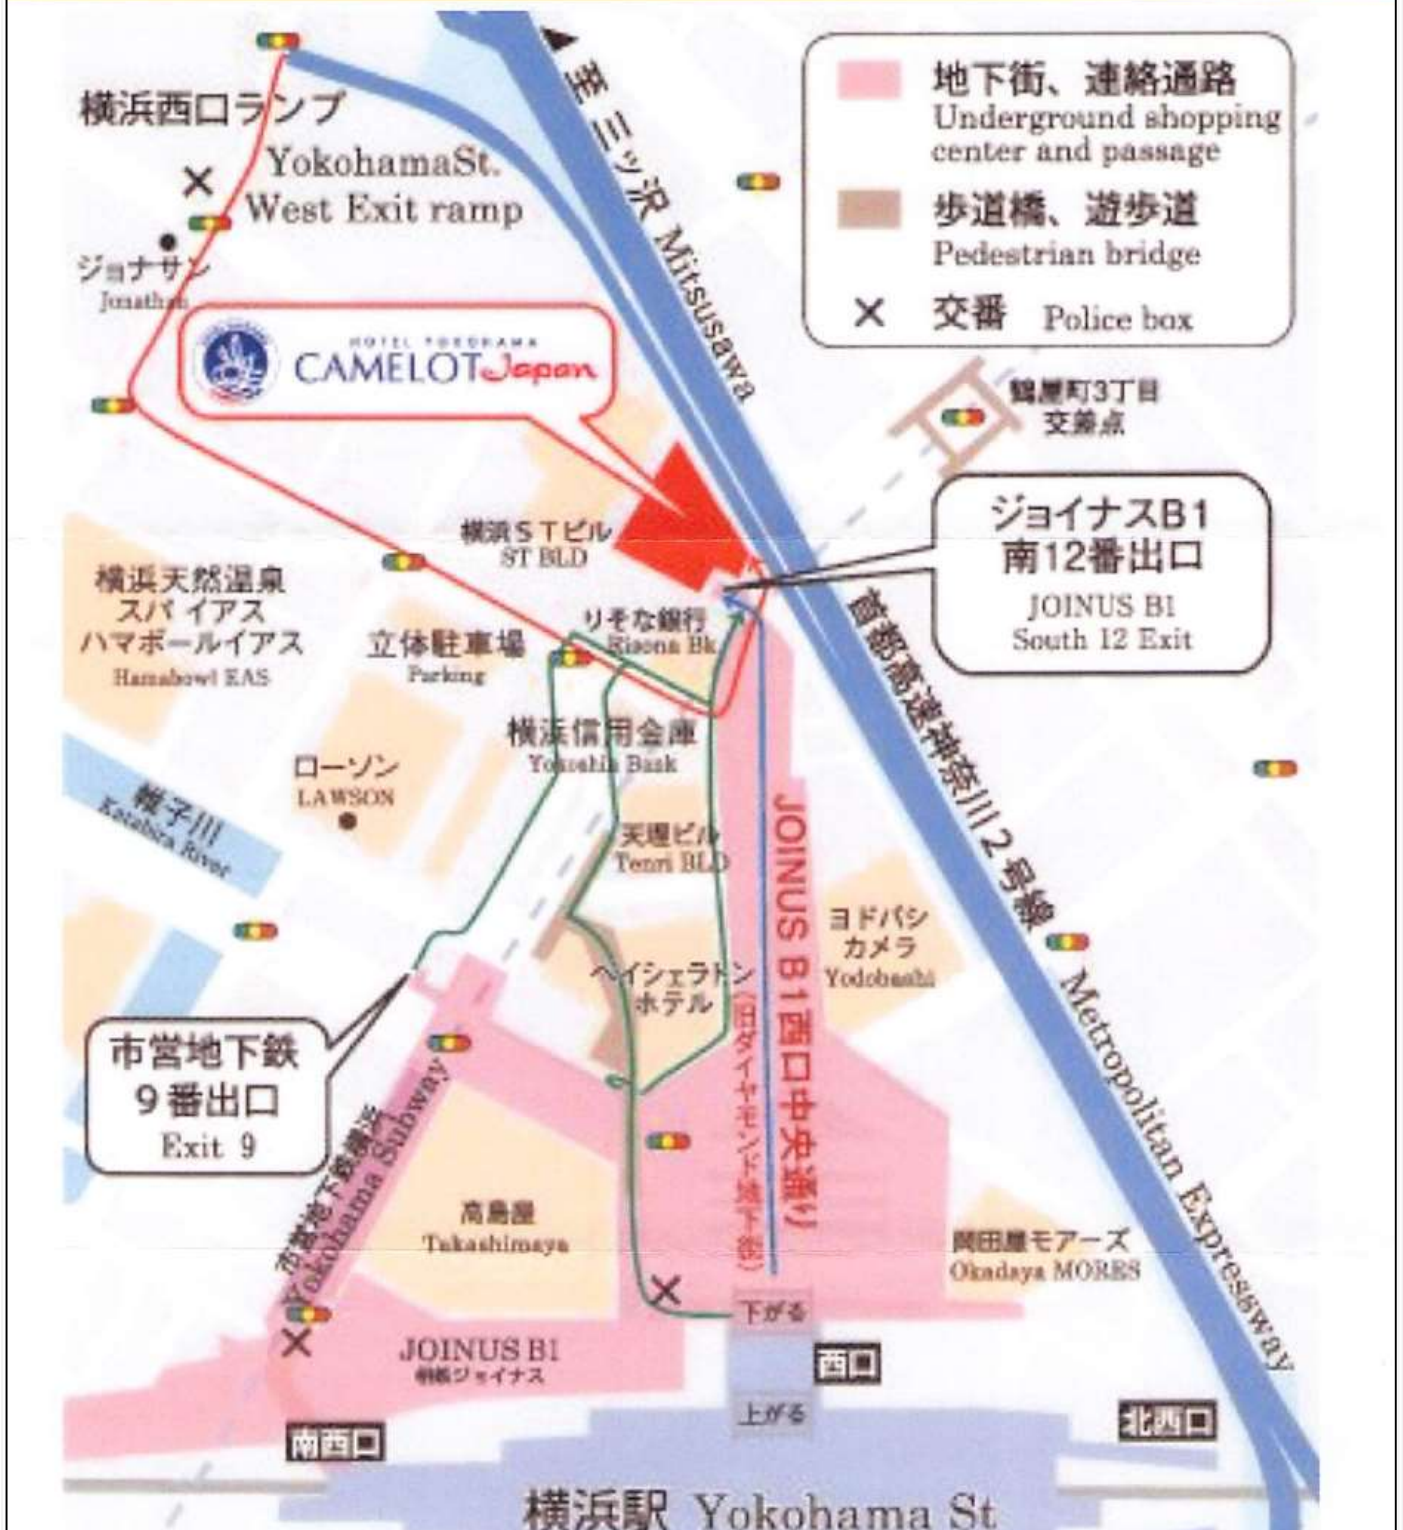 横浜西口ランプ
YokohamaSt.
West Exit ramp
ジョナサン
Jonathan
▲至 三ッ沢 Mitsusawa
地下街、連絡通路
Underground shopping
center and passage
歩道橋、遊歩道
Pedestrian bridge
交番 Police box
HOTEL YOKOHAMA
CAMELOT Japan
鶴屋町3丁目
交差点
ジョイナスB1
南12番出口
JOINUS B1
South 12 Exit
横浜STビル
ST BLD
横浜天然温泉
スパ イアス
ハマボールイアス
Hamabowl EAS
立体駐車場
Parking
りそな銀行
Risona Bk
首都高速神奈川2号線
Metropolitan Expressway
横浜信用金庫
Yokoshin Bank
ローソン
LAWSON
帷子川
Katabira River
天理ビル
Tenri BLD
JOINUS B1西口中央通り
(旧ダイヤモンド地下街)
ヨドバシ
カメラ
Yodobashi
ベイシェラトン
ホテル
市営地下鉄
9番出口
Exit 9
市営地下鉄横浜
Yokohama Subway
高島屋
Takashimaya
岡田屋モアーズ
Okadaya MORES
下がる
JOINUS B1
相鉄ジョイナス
西口
上がる
北西口
南西口
横浜駅 Yokohama St